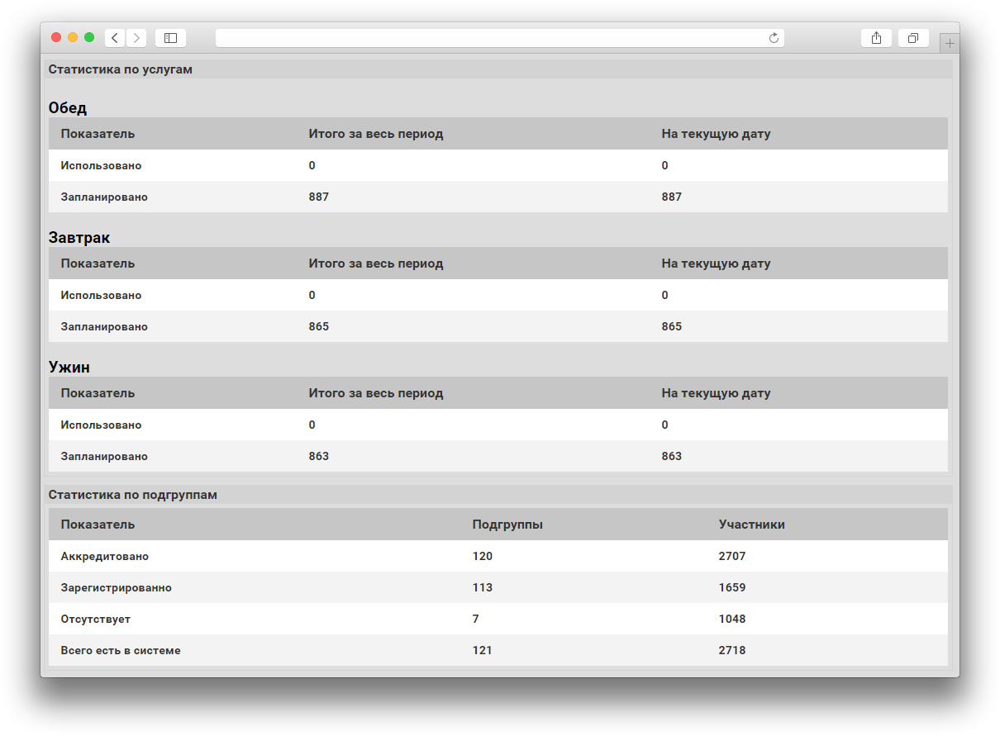 Статистика по услугам
Обед
Показатель Итого за весь период На текущую дату
Использовано 0 0
Запланировано 887 887
Завтрак
Показатель Итого за весь период На текущую дату
Использовано 0 0
Запланировано 865 865
Ужин
Показатель Итого за весь период На текущую дату
Использовано 0 0
Запланировано 863 863
Статистика по подгруппам
Показатель Подгруппы Участники
Аккредитовано 120 2707
Зарегистрированно 113 1659
Отсутствует 7 1048
Всего есть в системе 121 2718